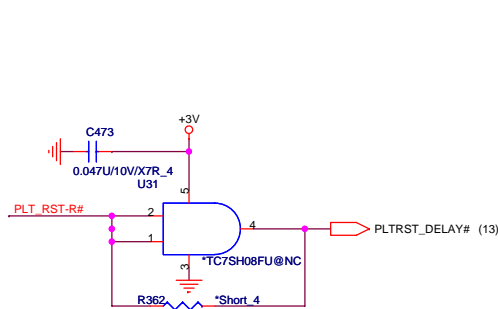 +3V
C473
0.047U/10V/X7R_4
U31
5
PLT_RST-R#
2
4
PLTRST_DELAY# (13)
1
3
*TC7SH08FU@NC
R362
*Short_4